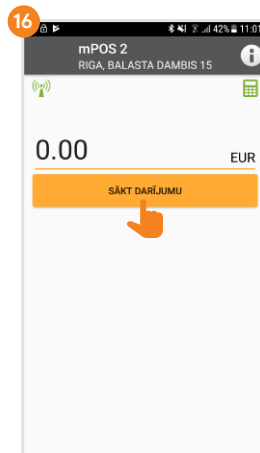 16
42% 11:01
mPOS 2
RIGA, BALASTA DAMBIS 15
0.00 EUR
SĀKT DARĪJUMU